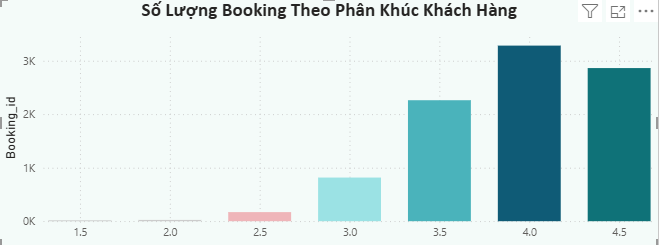 Số Lượng Booking Theo Phân Khúc Khách Hàng
Booking_id
3K
2K
1K
0K
1.5 2.0 2.5 3.0 3.5 4.0 4.5